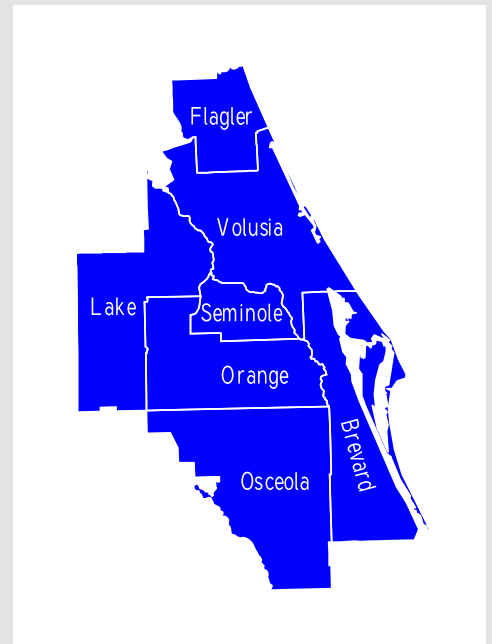 Flagler
Volusia
Lake
Seminole
Orange
Brevard
Osceola